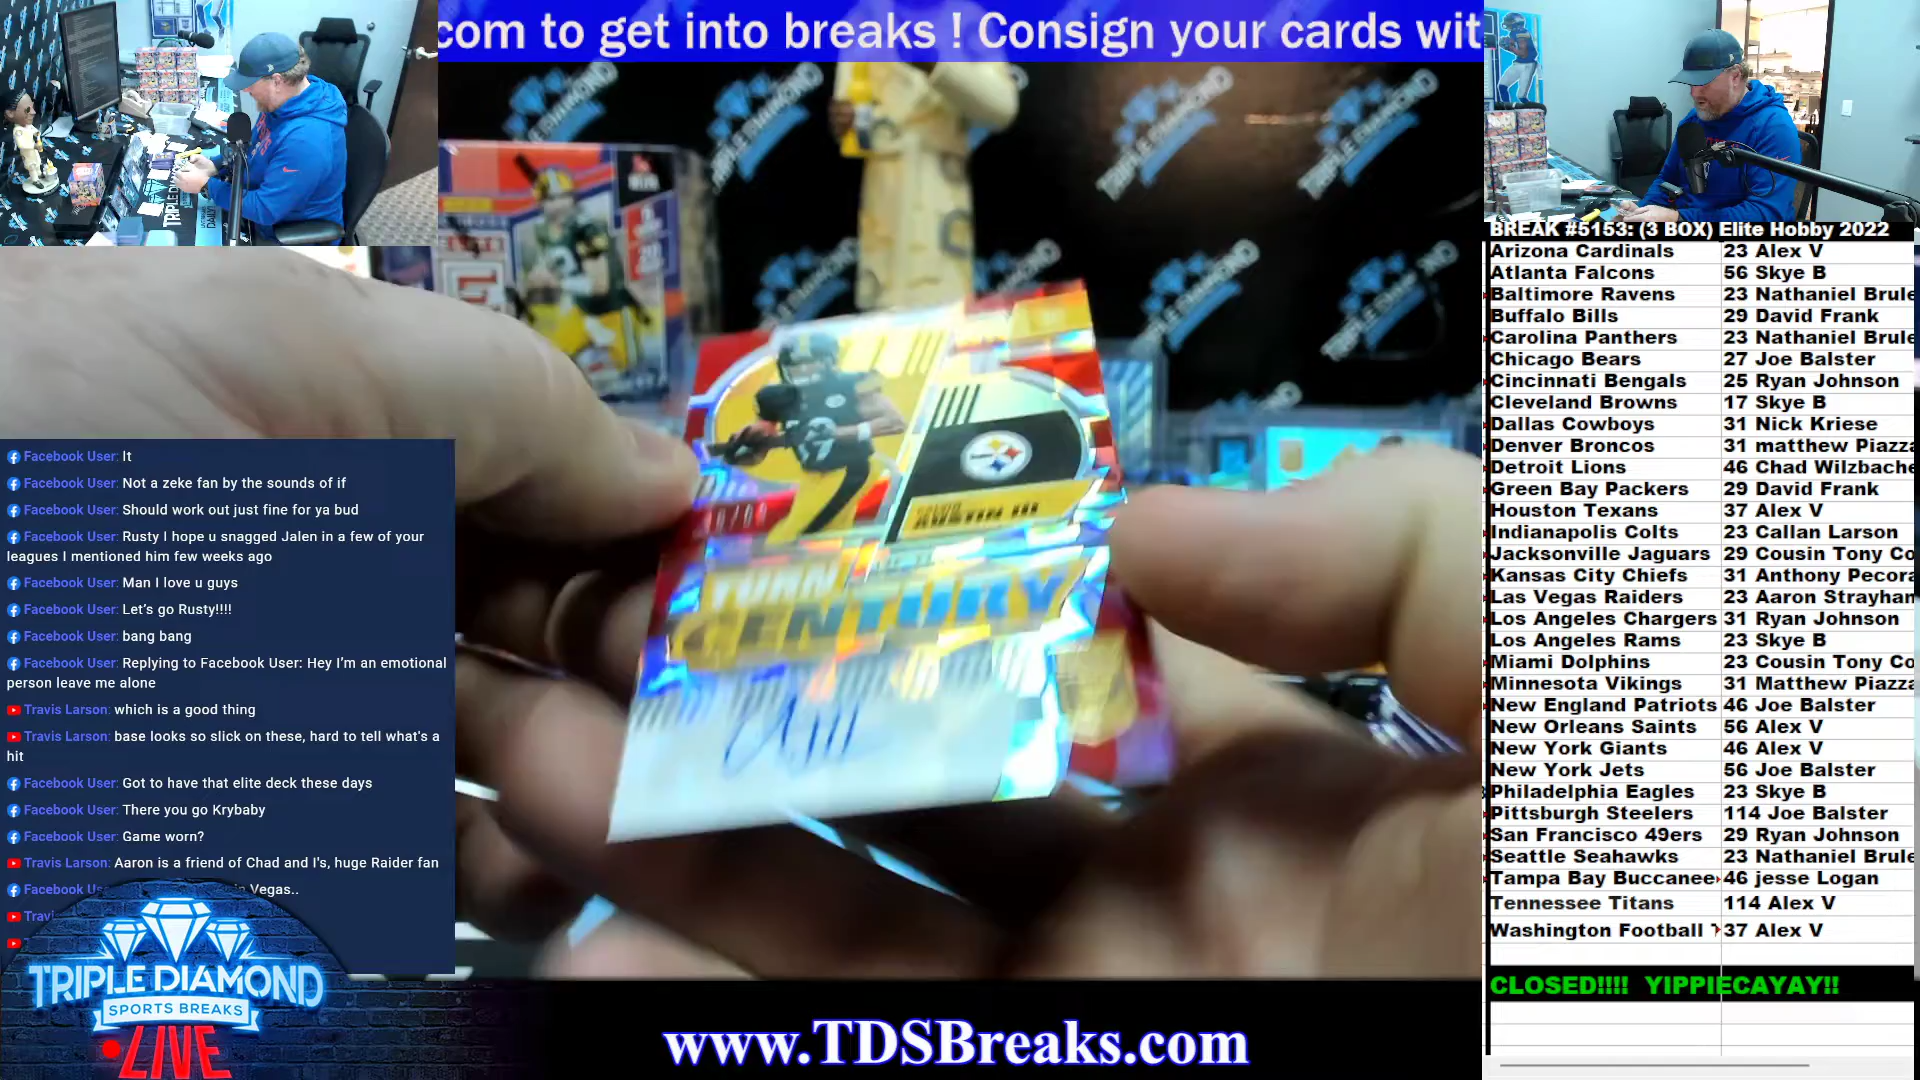 com to get into breaks ! Consign your cards wit
TRIPLE DIAMOND
AUSTIN III
TURN
CENTURY
Facebook User: It
Facebook User: Not a zeke fan by the sounds of if
Facebook User: Should work out just fine for ya bud
Facebook User: Rusty I hope u snagged Jalen in a few of your
leagues I mentioned him few weeks ago
Facebook User: Man I love u guys
Facebook User: Let's go Rusty!!!!
Facebook User: bang bang
Facebook User: Replying to Facebook User: Hey I'm an emotional
person leave me alone
Travis Larson: which is a good thing
Travis Larson: base looks so slick on these, hard to tell what's a
hit
Facebook User: Got to have that elite deck these days
Facebook User: There you go Krybaby
Facebook User: Game worn?
Travis Larson: Aaron is a friend of Chad and I's, huge Raider fan
Facebook Us Vegas..
Travi
TRIPLE DIAMOND
SPORTS BREAKS
LIVE
www.TDSBreaks.com
BREAK #5153: (3 BOX) Elite Hobby 2022
Arizona Cardinals 23 Alex V
Atlanta Falcons 56 Skye B
Baltimore Ravens 23 Nathaniel Brule
Buffalo Bills 29 David Frank
Carolina Panthers 23 Nathaniel Brule
Chicago Bears 27 Joe Balster
Cincinnati Bengals 25 Ryan Johnson
Cleveland Browns 17 Skye B
Dallas Cowboys 31 Nick Kriese
Denver Broncos 31 matthew Piazza
Detroit Lions 46 Chad Wilzbache
Green Bay Packers 29 David Frank
Houston Texans 37 Alex V
Indianapolis Colts 23 Callan Larson
Jacksonville Jaguars 29 Cousin Tony Co
Kansas City Chiefs 31 Anthony Pecora
Las Vegas Raiders 23 Aaron Strayhan
Los Angeles Chargers 31 Ryan Johnson
Los Angeles Rams 23 Skye B
Miami Dolphins 23 Cousin Tony Co
Minnesota Vikings 31 Matthew Piazza
New England Patriots 46 Joe Balster
New Orleans Saints 56 Alex V
New York Giants 46 Alex V
New York Jets 56 Joe Balster
Philadelphia Eagles 23 Skye B
Pittsburgh Steelers 114 Joe Balster
San Francisco 49ers 29 Ryan Johnson
Seattle Seahawks 23 Nathaniel Brule
Tampa Bay Buccanee 46 jesse Logan
Tennessee Titans 114 Alex V
Washington Football 37 Alex V
CLOSED!!!! YIPPIECAYAY!!